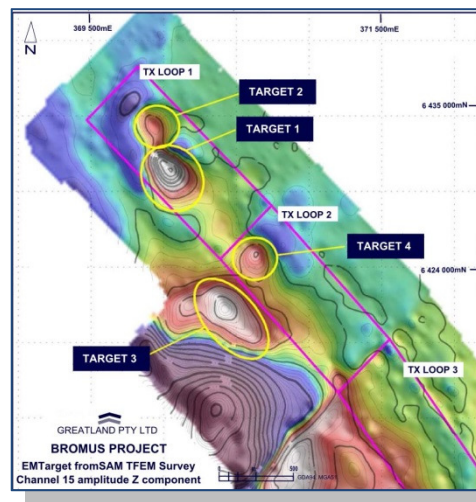 369 500mE
371 500mE
N
TX LOOP 1
TARGET 2
6 435 000mN
TARGET 1
TX LOOP 2
TARGET 4
6 424 000mN
TARGET 3
TX LOOP 3
GREATLAND PTY LTD
BROMUS PROJECT
EMTarget fromSAM TFEM Survey
Channel 15 amplitude Z component
500